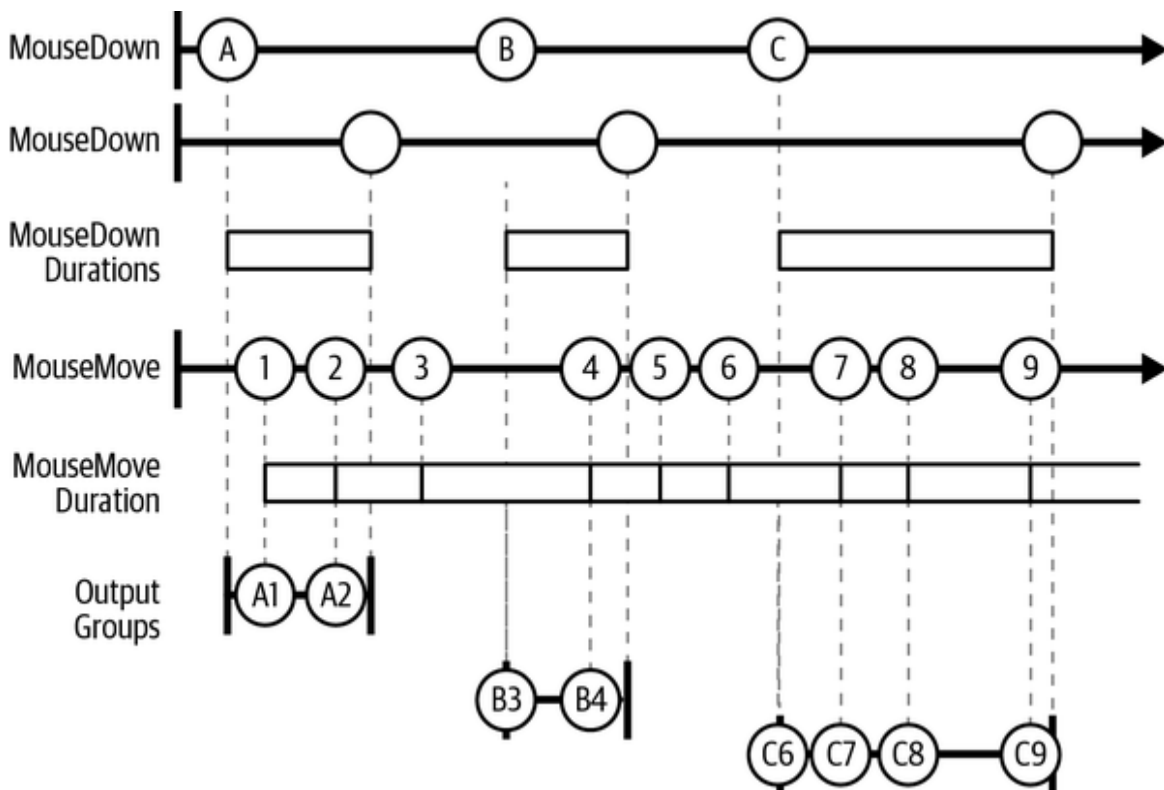 MouseDown A B C
MouseDown
MouseDown
Durations
MouseMove 1 2 3 4 5 6 7 8 9
MouseMove
Duration
Output
Groups
A1 A2
B3 B4
C6 C7 C8 C9